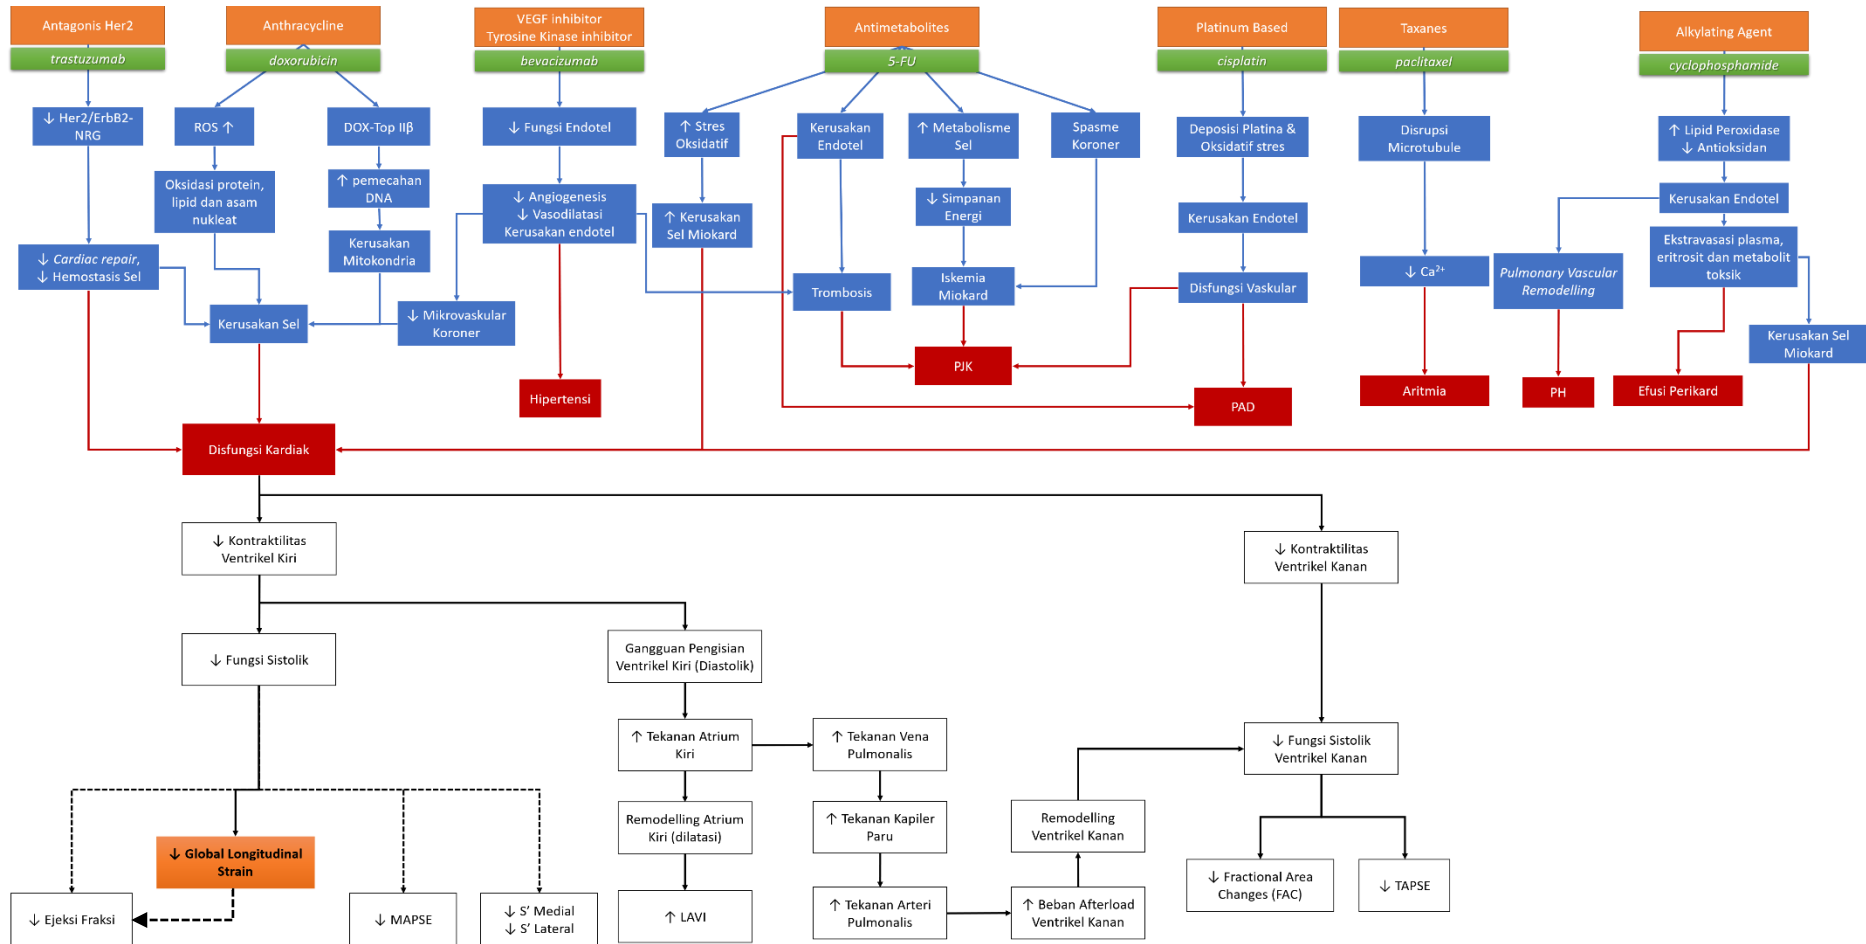 Antagonis Her2
trastuzumab
Anthracycline
doxorubicin
VEGF inhibitor
Tyrosine Kinase inhibitor
bevacizumab
Antimetabolites
5-FU
Platinum Based
cisplatin
Taxanes
paclitaxel
Alkylating Agent
cyclophosphamide
↓ Her2/ErbB2-
NRG
ROS ↑
DOX-Top IIβ
↓ Fungsi Endotel
↑ Stres
Oksidatif
Kerusakan
Endotel
↑ Metabolisme
Sel
Spasme
Koroner
Deposisi Platina &
Oksidatif stres
Disrupsi
Microtubule
↑ Lipid Peroxidase
↓ Antioksidan
Oksidasi protein,
lipid dan asam
nukleat
↑ pemecahan
DNA
↓ Angiogenesis
↓ Vasodilatasi
Kerusakan endotel
↑ Kerusakan
Sel Miokard
↓ Simpanan
Energi
Kerusakan Endotel
Kerusakan Endotel
↓ Cardiac repair,
↓ Hemostasis Sel
Kerusakan
Mitokondria
Trombosis
Iskemia
Miokard
Disfungsi Vaskular
↓ Ca²⁺
Pulmonary Vascular
Remodelling
Ekstravasasi plasma,
eritrosit dan metabolit
toksik
Kerusakan Sel
↓ Mikrovaskular
Koroner
Kerusakan Sel
Miokard
PJK
Hipertensi
PAD
Aritmia
PH
Efusi Perikard
Disfungsi Kardiak
↓ Kontraktilitas
Ventrikel Kiri
↓ Kontraktilitas
Ventrikel Kanan
↓ Fungsi Sistolik
Gangguan Pengisian
Ventrikel Kiri (Diastolik)
↑ Tekanan Atrium
Kiri
↑ Tekanan Vena
Pulmonalis
↓ Fungsi Sistolik
Ventrikel Kanan
Remodelling Atrium
Kiri (dilatasi)
↑ Tekanan Kapiler
Paru
Remodelling
Ventrikel Kanan
↓ Global Longitudinal
Strain
↓ Fractional Area
Changes (FAC)
↓ TAPSE
↓ Ejeksi Fraksi
↓ MAPSE
↓ S’ Medial
↓ S’ Lateral
↑ LAVI
↑ Tekanan Arteri
Pulmonalis
↑ Beban Afterload
Ventrikel Kanan